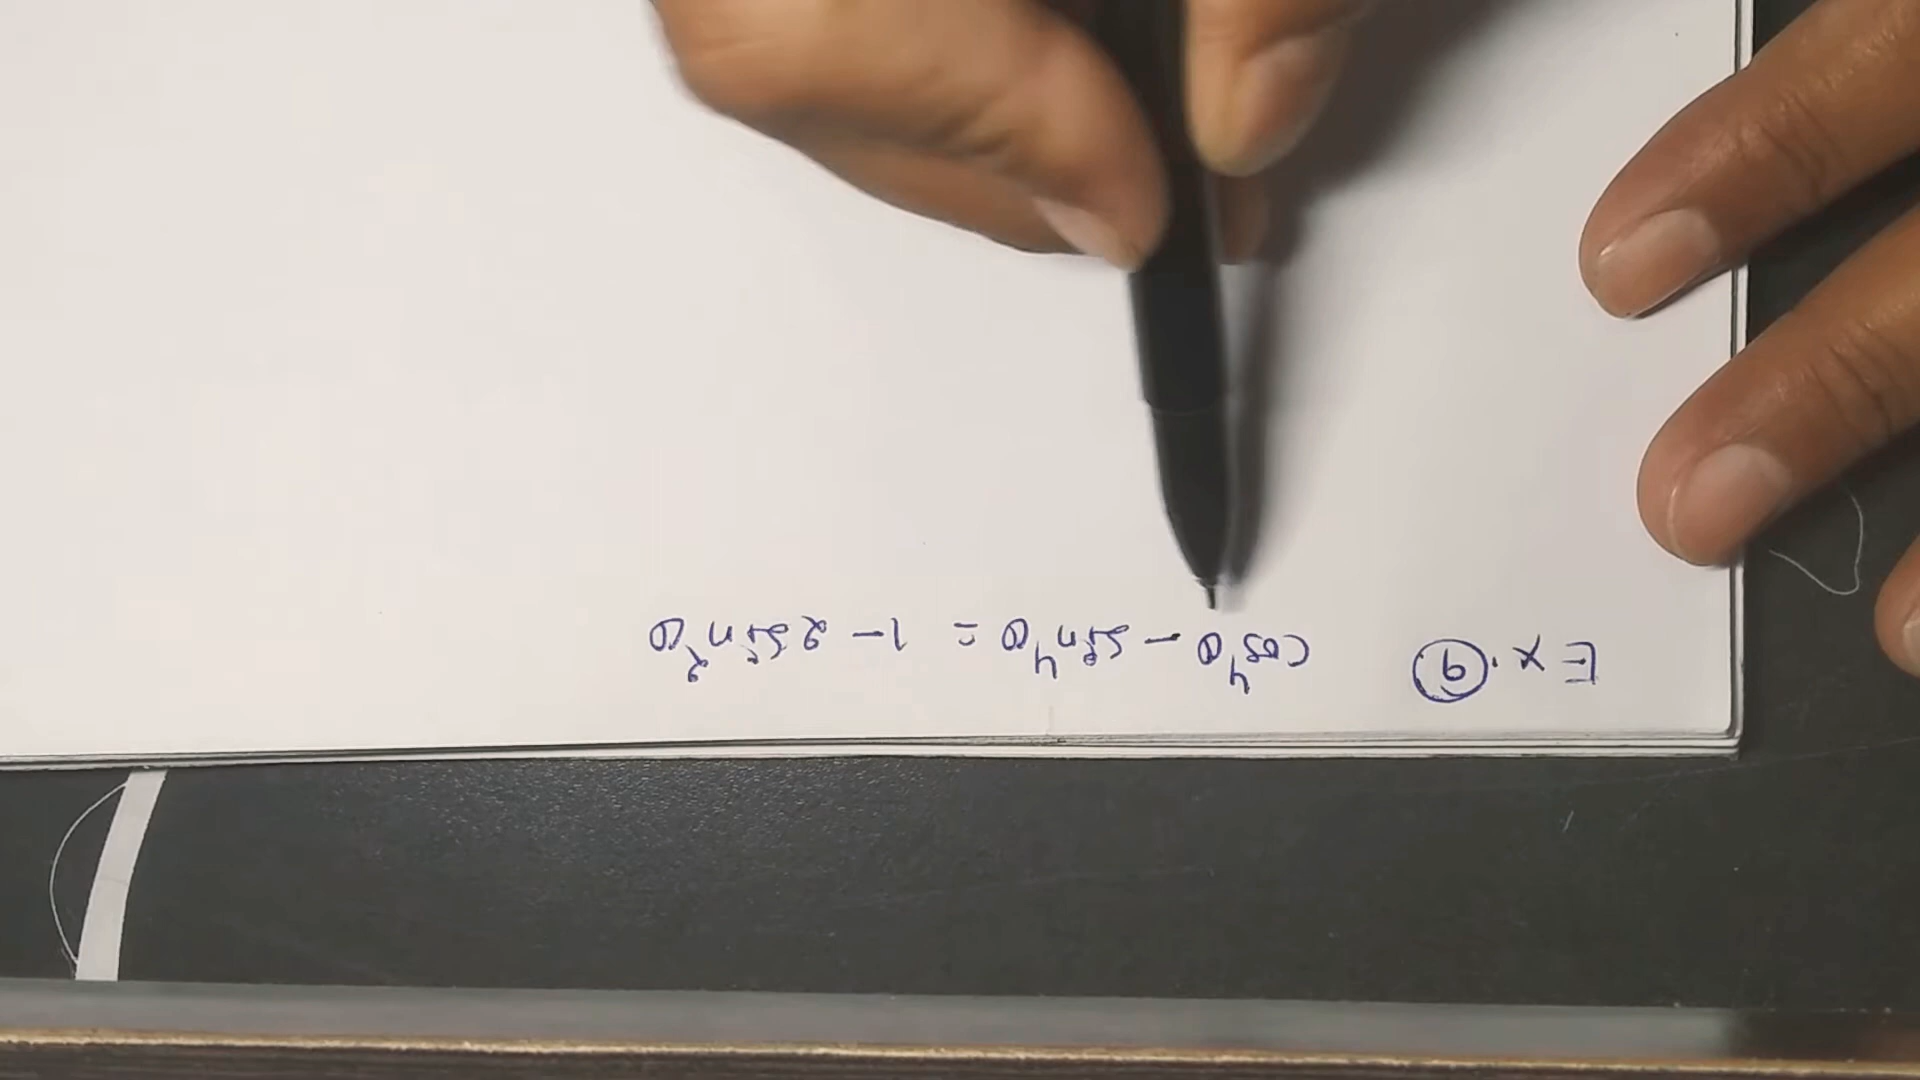 Ex. 9 cos⁴θ - sin⁴θ = 1 - 2sin²θ